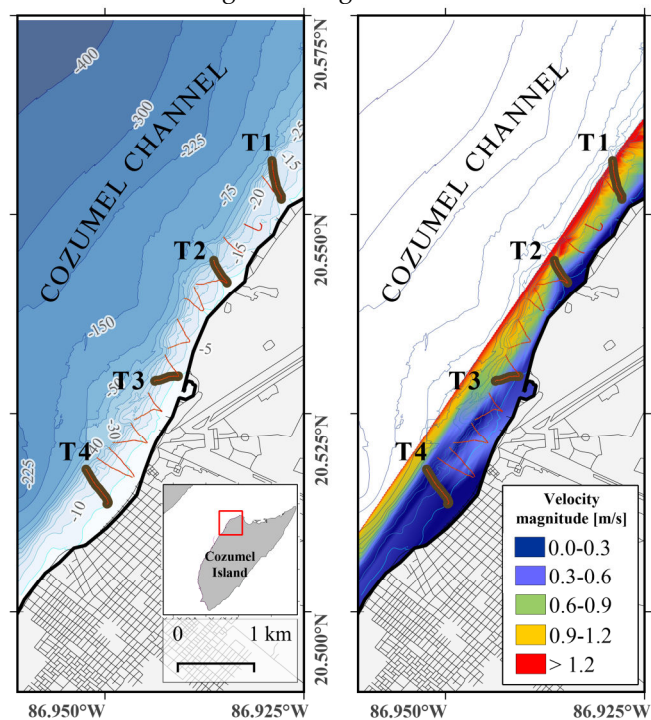 COZUMEL CHANNEL
-400
-300
-225
-75
-25
-15
-20
T1
T2
-15
-150
-5
T3
-50
-30
T4
-225
-10
Cozumel
Island
0 1 km
20.575°N
20.550°N
20.525°N
20.500°N
86.950°W 86.925°W
COZUMEL CHANNEL
T1
T2
T3
T4
Velocity
magnitude [m/s]
0.0-0.3
0.3-0.6
0.6-0.9
0.9-1.2
> 1.2
86.950°W 86.925°W